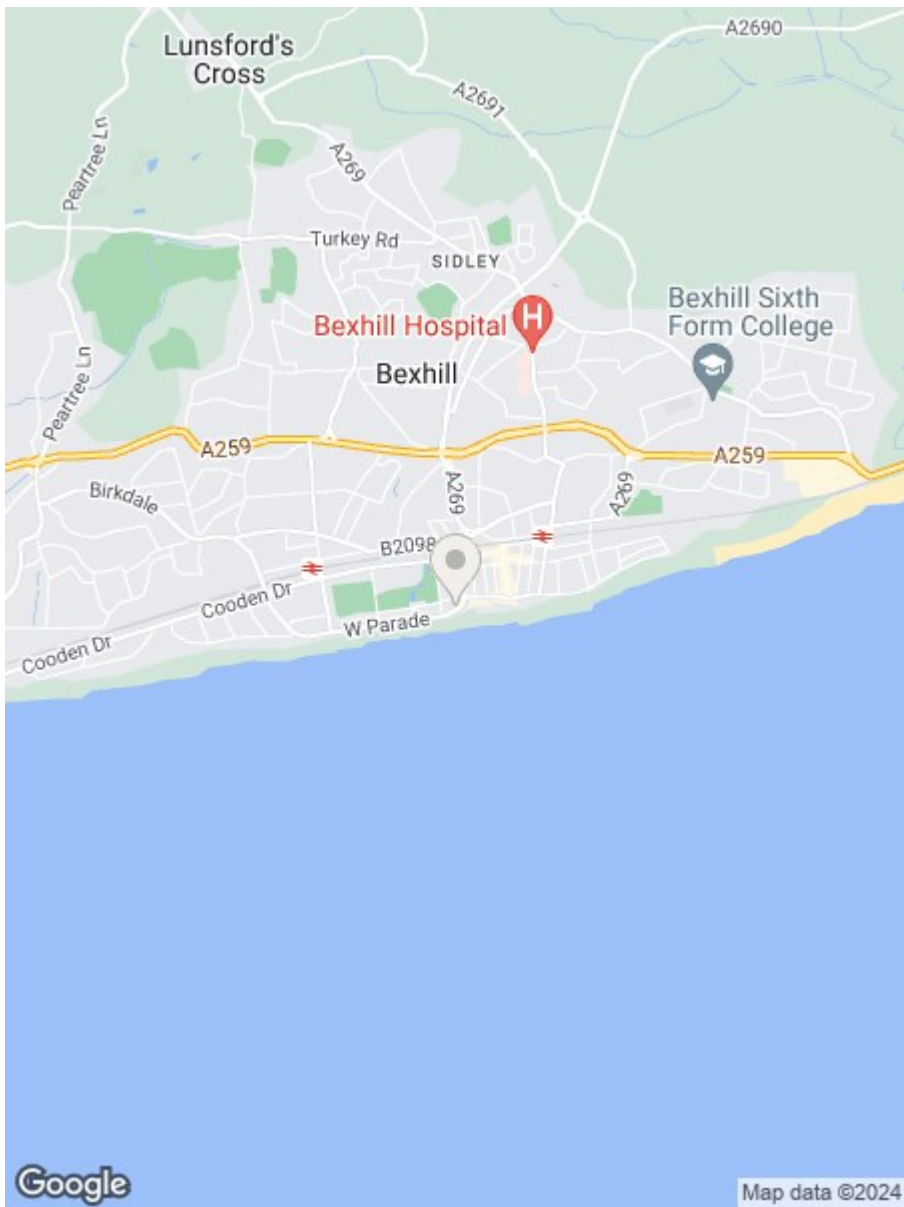 Lunsford's
Cross
A2690
A2691
Peartree Ln
A269
Turkey Rd
SIDLEY
Bexhill Sixth
Form College
Bexhill Hospital
H
Bexhill
Peartree Ln
A259
A259
Birkdale
A269
A269
B2098
Cooden Dr
W Parade
Cooden Dr
Google
Map data ©2024